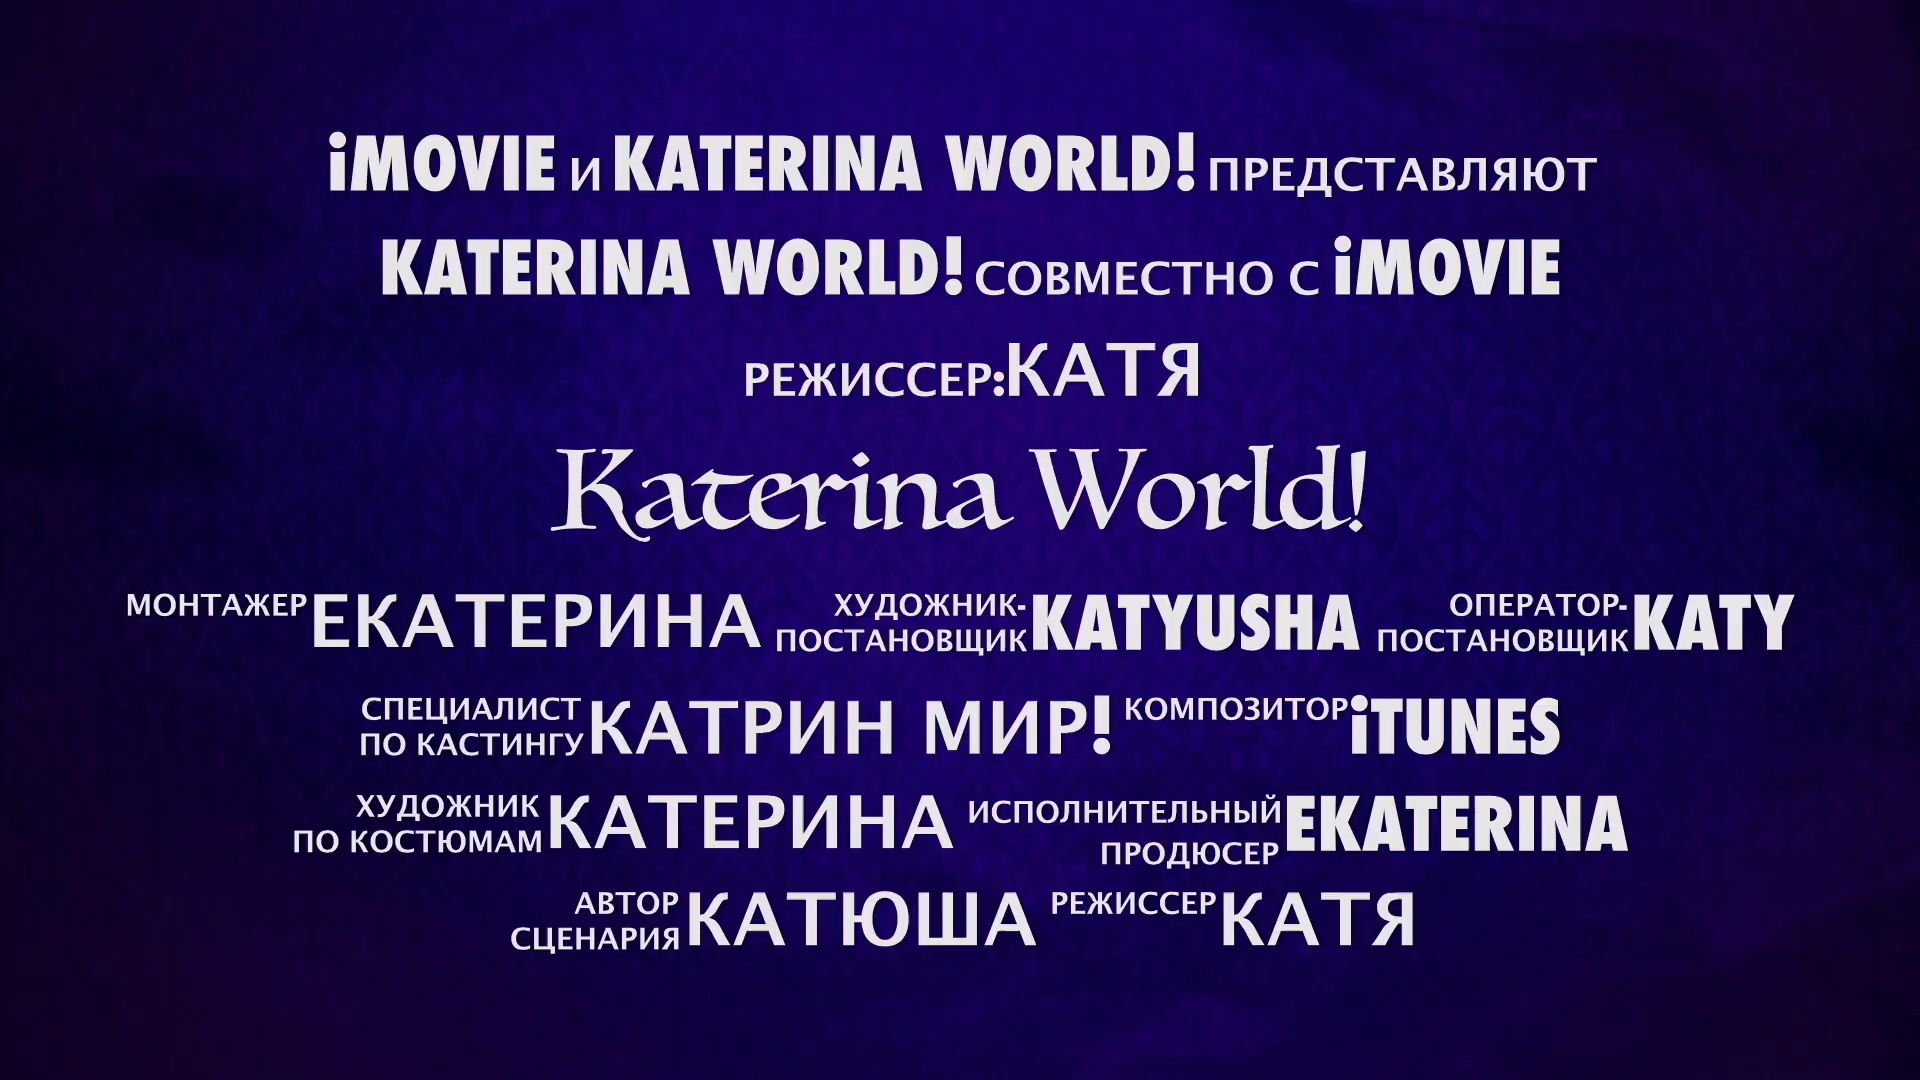 iMOVIE И KATERINA WORLD! ПРЕДСТАВЛЯЮТ
KATERINA WORLD! СОВМЕСТНО С iMOVIE
РЕЖИССЕР:КАТЯ
Katerina World!
МОНТАЖЕР ЕКАТЕРИНА ХУДОЖНИК-ПОСТАНОВЩИК KATYUSHA ОПЕРАТОР-ПОСТАНОВЩИК KATY
СПЕЦИАЛИСТ ПО КАСТИНГУ КАТРИН МИР! КОМПОЗИТОР iTUNES
ХУДОЖНИК ПО КОСТЮМАМ КАТЕРИНА ИСПОЛНИТЕЛЬНЫЙ ПРОДЮСЕР EKATERINA
АВТОР СЦЕНАРИЯ КАТЮША РЕЖИССЕР КАТЯ